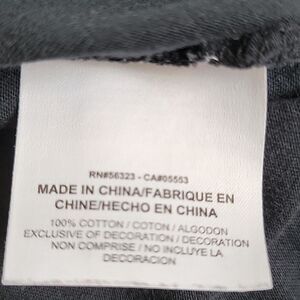 RN#56323 - CA#05553
MADE IN CHINA/FABRIQUE EN
CHINE/HECHO EN CHINA
100% COTTON / COTON / ALGODON
EXCLUSIVE OF DECORATION / DECORATION
NON COMPRISE / NO INCLUYE LA
DECORACION